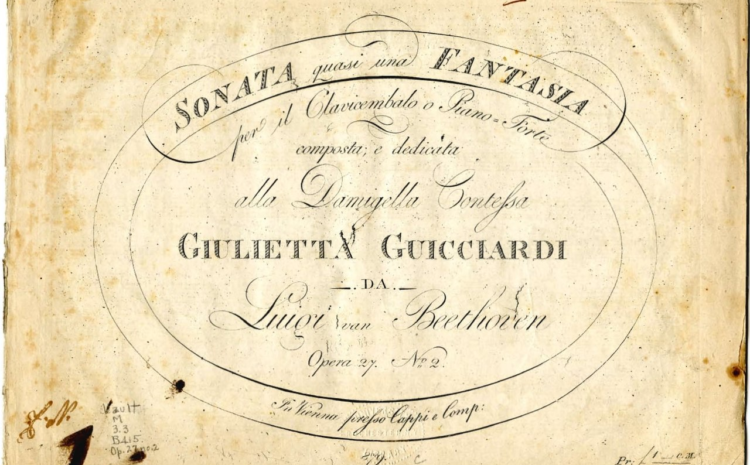 SONATA quasi una FANTASIA
per il Clavicembalo o Piano=Forte
composta, e dedicata
alla Damigella Contessa
GIULIETTA GUICCIARDI
DA
Luigi van Beethoven
Opera 27. No. 2.
In Vienna presso Cappi e Comp:
Vault
M
3.3
B415
Op. 27 no 2